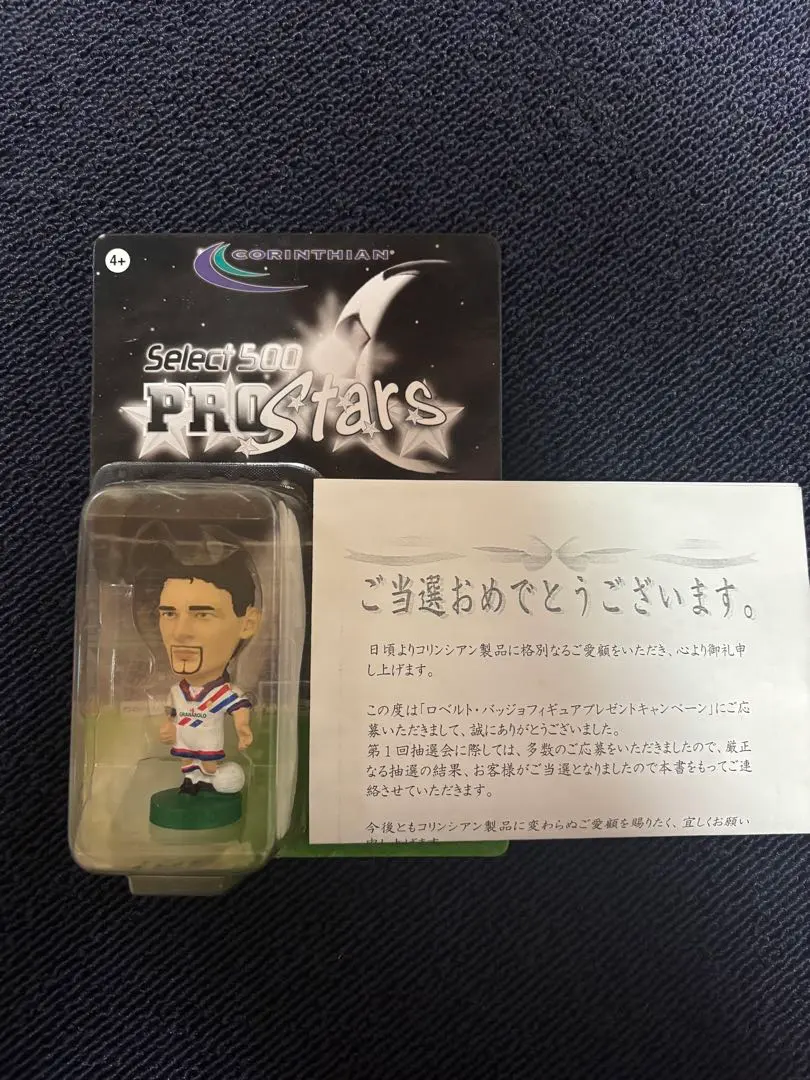 4+
CORINTHIAN
Select 500
PROStars
GRANAROLO
ご当選おめでとうございます。
日頃よりコリンシアン製品に格別なるご愛顧をいただき、心より御礼申
し上げます。
この度は「ロベルト・バッジョフィギュアプレゼントキャンペーン」にご応
募いただきまして、誠にありがとうございました。
第1回抽選会に際しては、多数のご応募をいただきましたので、厳正
なる抽選の結果、お客様がご当選となりましたので本書をもってご連
絡させていただきます。
今後ともコリンシアン製品に変わらぬご愛顧を賜りたく、宜しくお願い
申し上げます